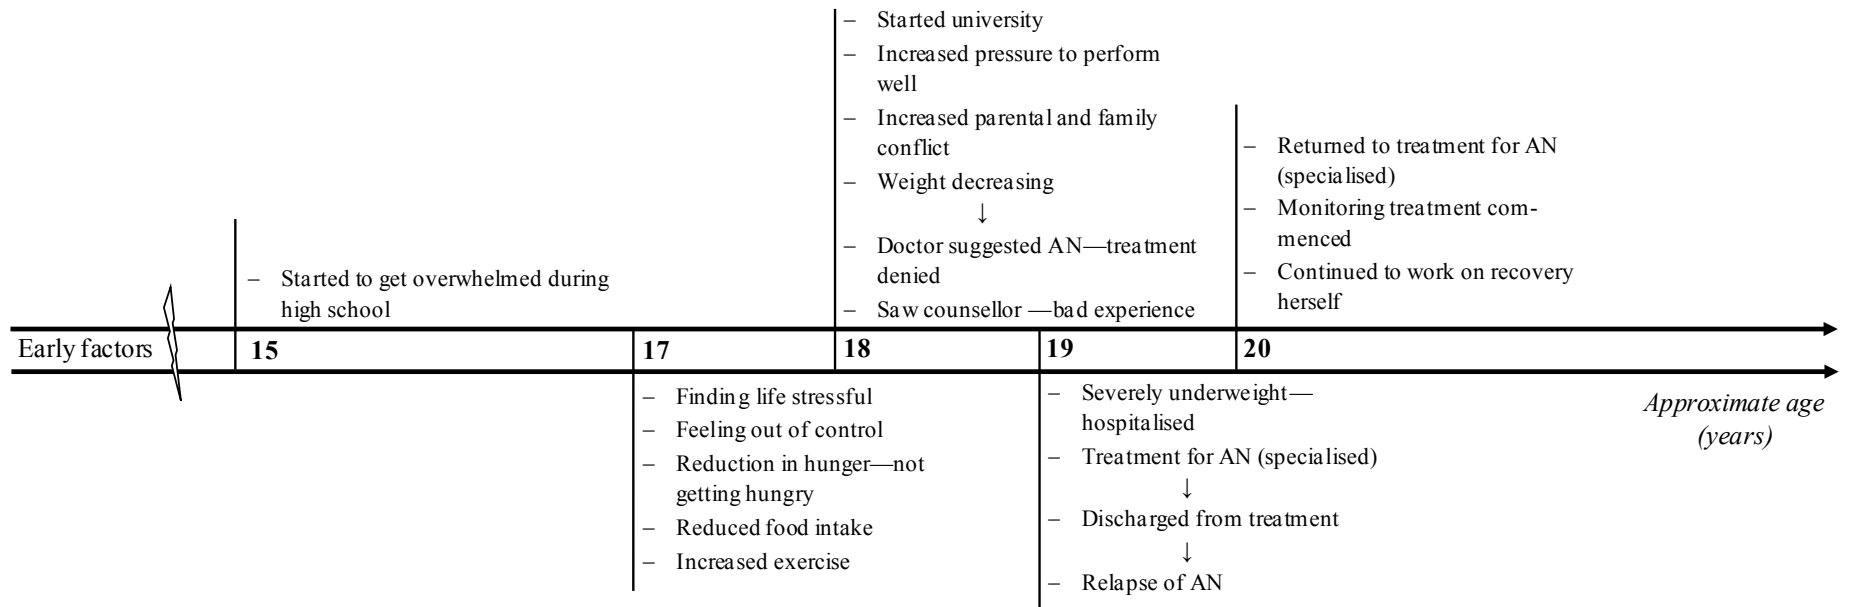 – Started university
– Increased pressure to perform
well
– Increased parental and family
conflict
– Weight decreasing
↓
– Doctor suggested AN—treatment
denied
– Saw counsellor —bad experience
– Returned to treatment for AN
(specialised)
– Monitoring treatment com-
menced
– Continued to work on recovery
herself
– Started to get overwhelmed during
high school
Early factors 15 17 18 19 20
– Finding life stressful
– Feeling out of control
– Reduction in hunger—not
getting hungry
– Reduced food intake
– Increased exercise
– Severely underweight—
hospitalised
– Treatment for AN (specialised)
↓
– Discharged from treatment
↓
– Relapse of AN
Approximate age
(years)